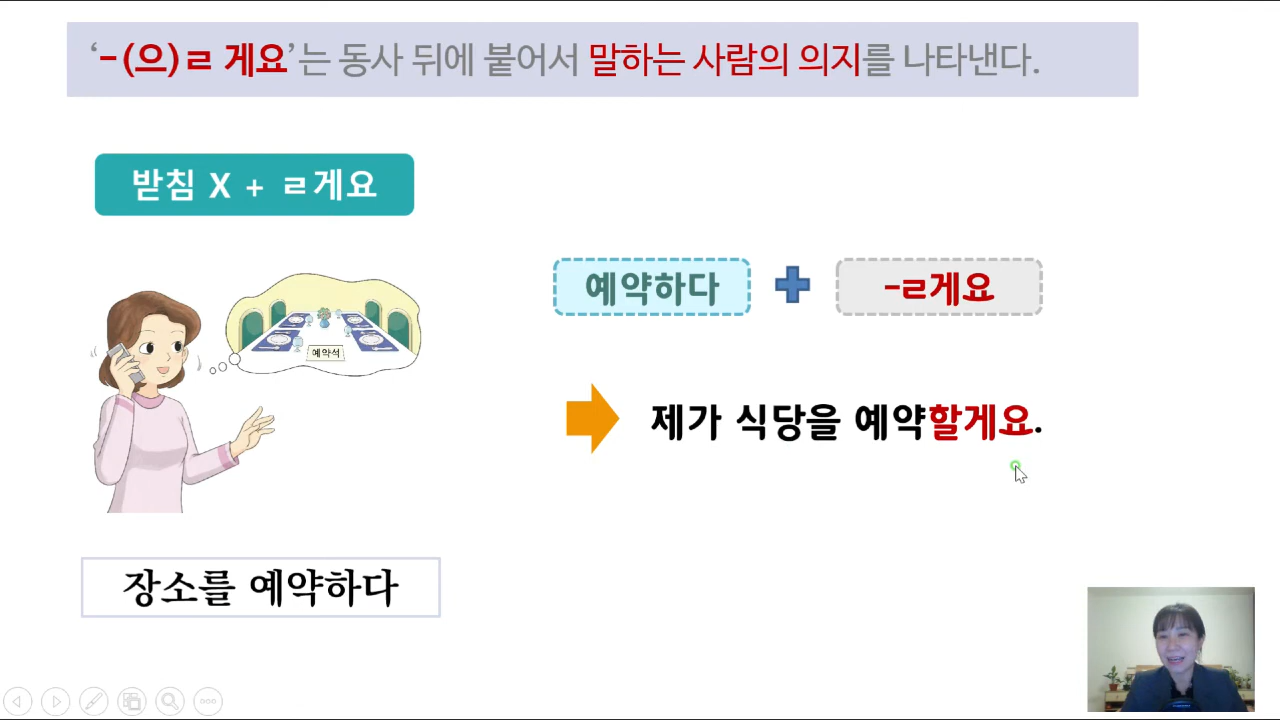 ‘-(으)ㄹ 게요’는 동사 뒤에 붙어서 말하는 사람의 의지를 나타낸다.
받침 X + ㄹ게요
예약하다 + -ㄹ게요
예약석
제가 식당을 예약할게요.
장소를 예약하다